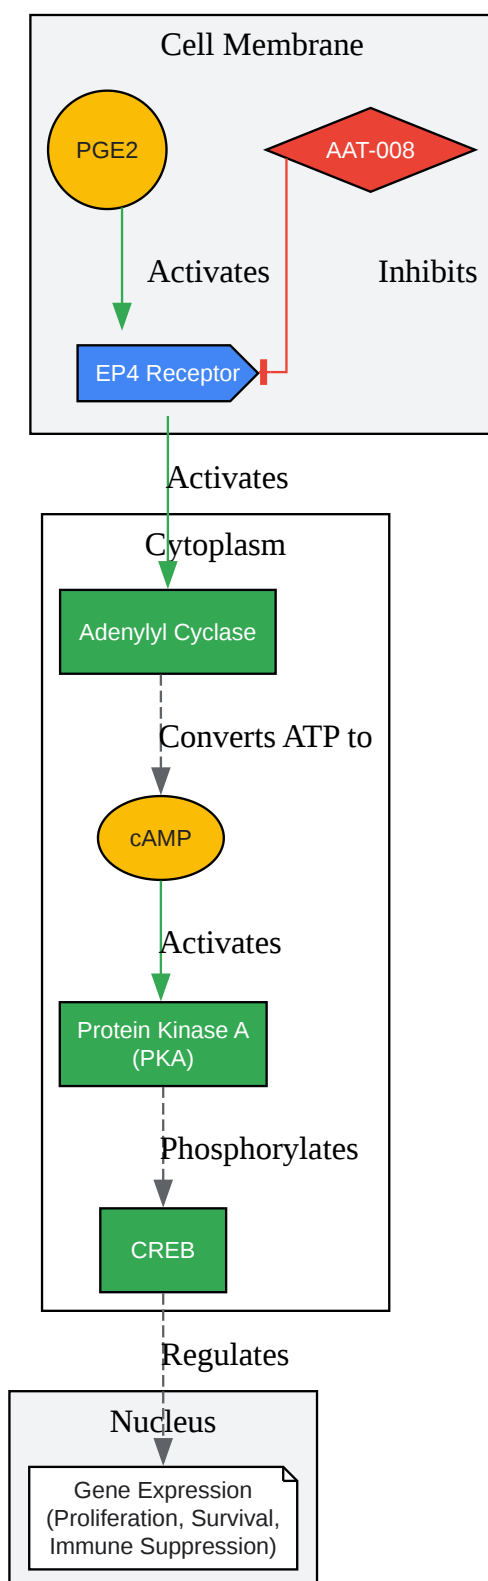 Cell Membrane
PGE2
AAT-008
Activates
Inhibits
EP4 Receptor
Activates
Cytoplasm
Adenylyl Cyclase
Converts ATP to
cAMP
Activates
Protein Kinase A
(PKA)
Phosphorylates
CREB
Regulates
Nucleus
Gene Expression
(Proliferation, Survival,
Immune Suppression)